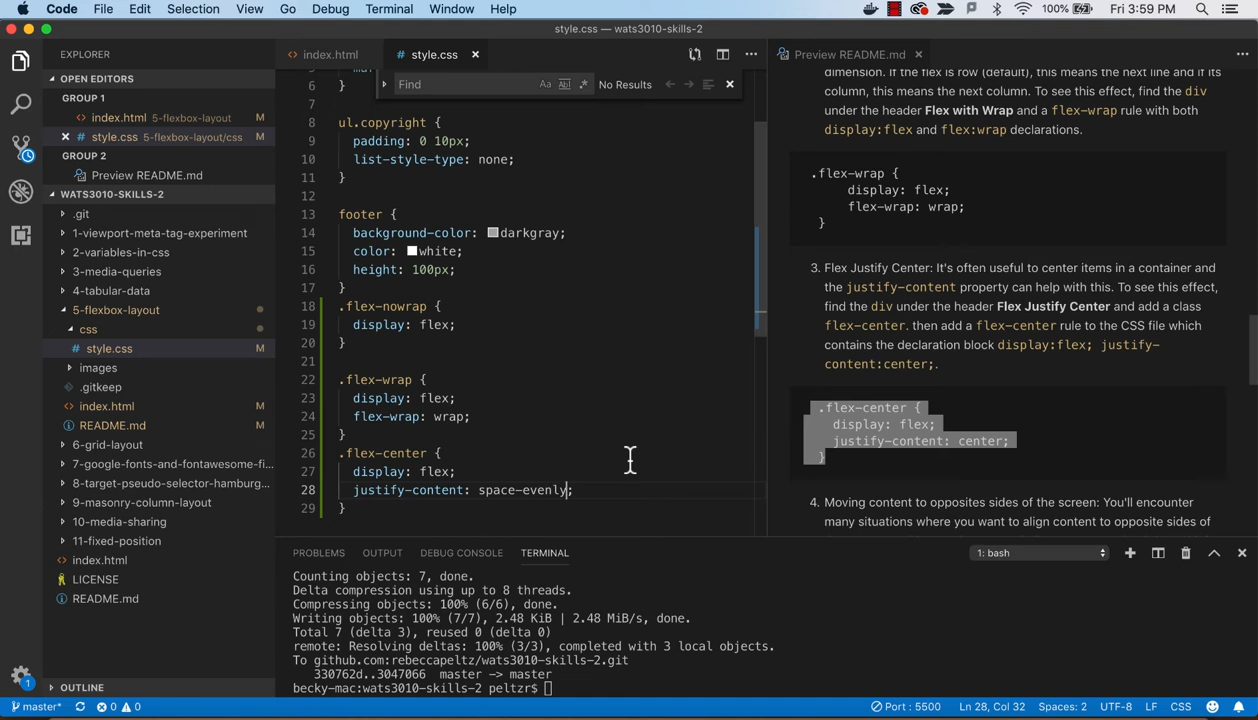 Code File Edit Selection View Go Debug Terminal Window Help 100% Fri 3:59 PM
style.css — wats3010-skills-2
EXPLORER
OPEN EDITORS
GROUP 1
index.html 5-flexbox-layout M
style.css 5-flexbox-layout/css M
GROUP 2
Preview README.md
WATS3010-SKILLS-2
.git
1-viewport-meta-tag-experiment
2-variables-in-css
3-media-queries
4-tabular-data
5-flexbox-layout
css
style.css M
images
.gitkeep
index.html M
README.md M
6-grid-layout
7-google-fonts-and-fontawesome-fi...
8-target-pseudo-selector-hamburg...
9-masonry-column-layout
10-media-sharing
11-fixed-position
index.html
LICENSE
README.md
OUTLINE
index.html style.css
Find Aa Abl No Results
6 }
7
8 ul.copyright {
9 padding: 0 10px;
10 list-style-type: none;
11 }
12
13 footer {
14 background-color: darkgray;
15 color: white;
16 height: 100px;
17 }
18 .flex-nowrap {
19 display: flex;
20 }
21
22 .flex-wrap {
23 display: flex;
24 flex-wrap: wrap;
25 }
26 .flex-center {
27 display: flex;
28 justify-content: space-evenly;
29 }
Preview README.md
dimension. If the flex is row (default), this means the next line and if its
column, this means the next column. To see this effect, find the div
under the header Flex with Wrap and a flex-wrap rule with both
display:flex and flex:wrap declarations.
.flex-wrap {
display: flex;
flex-wrap: wrap;
}
3. Flex Justify Center: It's often useful to center items in a container and
the justify-content property can help with this. To see this effect,
find the div under the header Flex Justify Center and add a class
flex-center. then add a flex-center rule to the CSS file which
contains the declaration block display:flex; justify-
content:center;.
.flex-center {
display: flex;
justify-content: center;
}
4. Moving content to opposites sides of the screen: You'll encounter
many situations where you want to align content to opposite sides of
PROBLEMS OUTPUT DEBUG CONSOLE TERMINAL 1: bash
Counting objects: 7, done.
Delta compression using up to 8 threads.
Compressing objects: 100% (6/6), done.
Writing objects: 100% (7/7), 2.48 KiB | 2.48 MiB/s, done.
Total 7 (delta 3), reused 0 (delta 0)
remote: Resolving deltas: 100% (3/3), completed with 3 local objects.
To github.com:rebeccapeltz/wats3010-skills-2.git
330762d..3047066 master -> master
becky-mac:wats3010-skills-2 peltzr$
1
master* 0 0 Port : 5500 Ln 28, Col 32 Spaces: 2 UTF-8 LF CSS